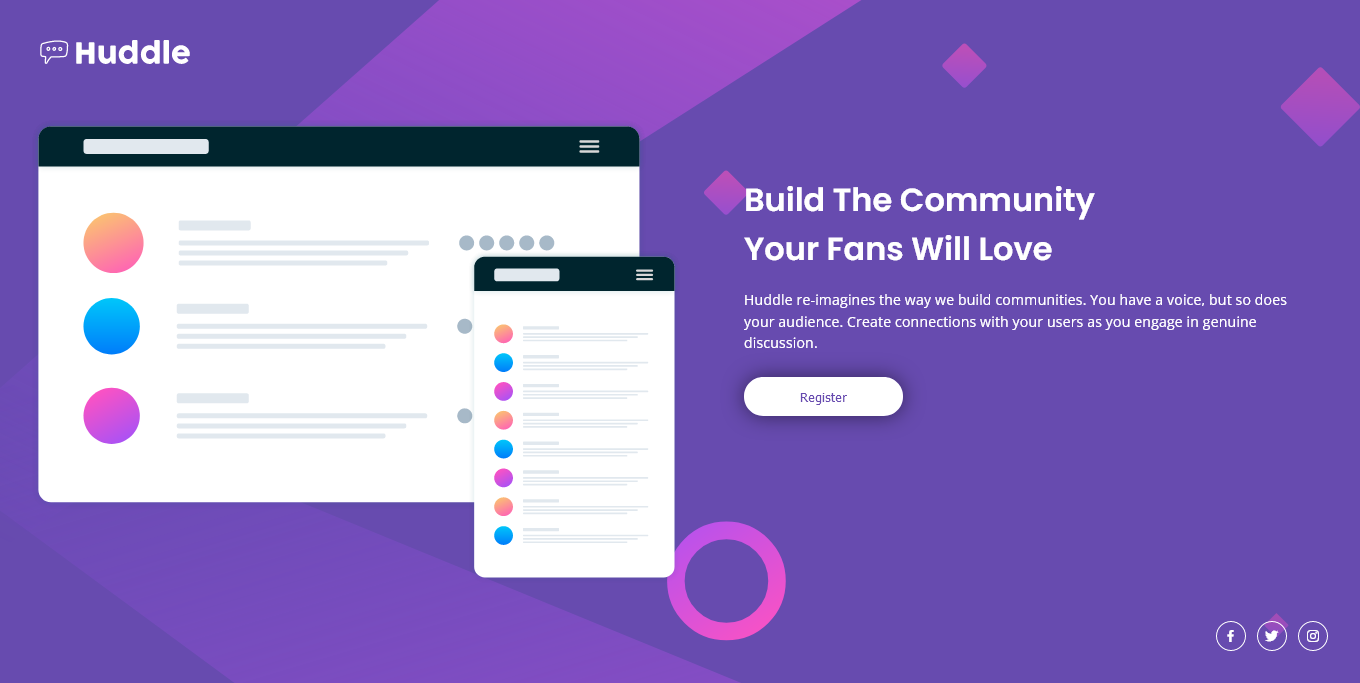 Huddle
Build The Community
Your Fans Will Love
Huddle re-imagines the way we build communities. You have a voice, but so does
your audience. Create connections with your users as you engage in genuine
discussion.
Register